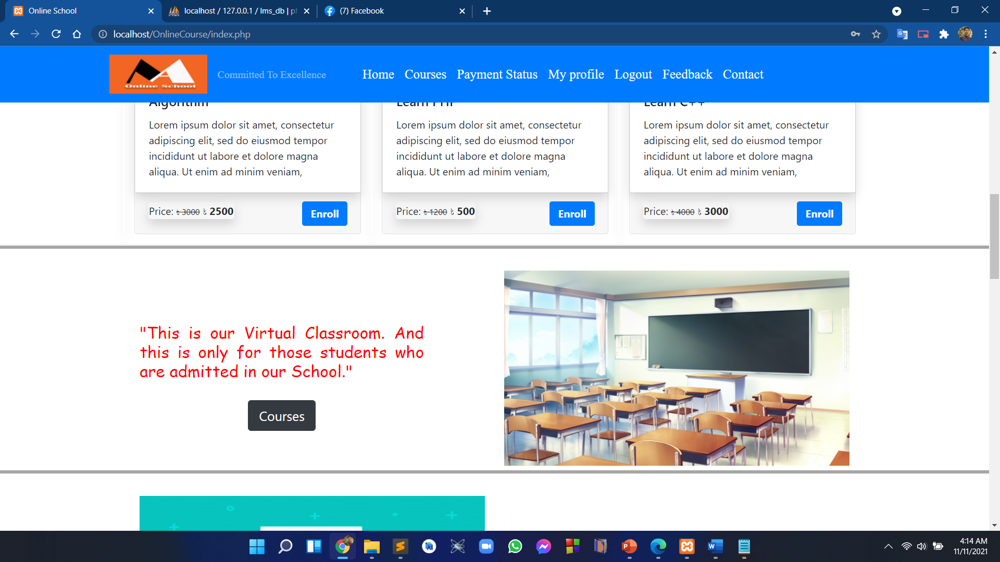 Online School
localhost / 127.0.0.1 / lms_db | ph
(7) Facebook
localhost/OnlineCourse/index.php
Online School
Committed To Excellence
Home Courses Payment Status My profile Logout Feedback Contact
Algorithm
Lorem ipsum dolor sit amet, consectetur
adipiscing elit, sed do eiusmod tempor
incididunt ut labore et dolore magna
aliqua. Ut enim ad minim veniam,
Price: ৳ 3000 ৳ 2500
Enroll
Learn PHP
Lorem ipsum dolor sit amet, consectetur
adipiscing elit, sed do eiusmod tempor
incididunt ut labore et dolore magna
aliqua. Ut enim ad minim veniam,
Price: ৳ 1200 ৳ 500
Enroll
Learn C++
Lorem ipsum dolor sit amet, consectetur
adipiscing elit, sed do eiusmod tempor
incididunt ut labore et dolore magna
aliqua. Ut enim ad minim veniam,
Price: ৳ 4000 ৳ 3000
Enroll
"This is our Virtual Classroom. And
this is only for those students who
are admitted in our School."
Courses
4:14 AM
11/11/2021